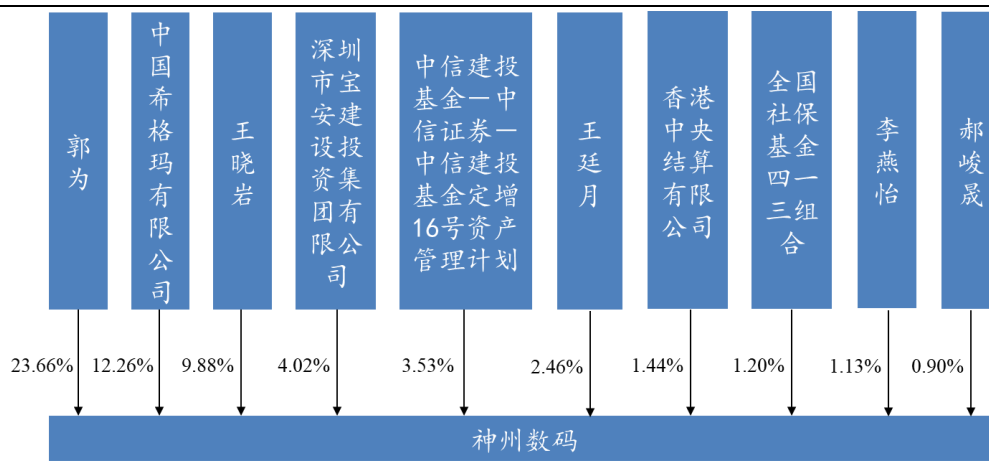 郭为
中国希格玛有限公司
王晓岩
深圳
市宝
安建
设投
资集
团有
限公
司
中信建投
基金一中
信证券一
中信建投
基金定增
16号资产
管理计划
王廷月
香港
中央
结算
有限
公司
全国
社保
基金
四一
三组
合
李燕怡
郝峻晟
23.66%
12.26%
9.88%
4.02%
3.53%
2.46%
1.44%
1.20%
1.13%
0.90%
神州数码